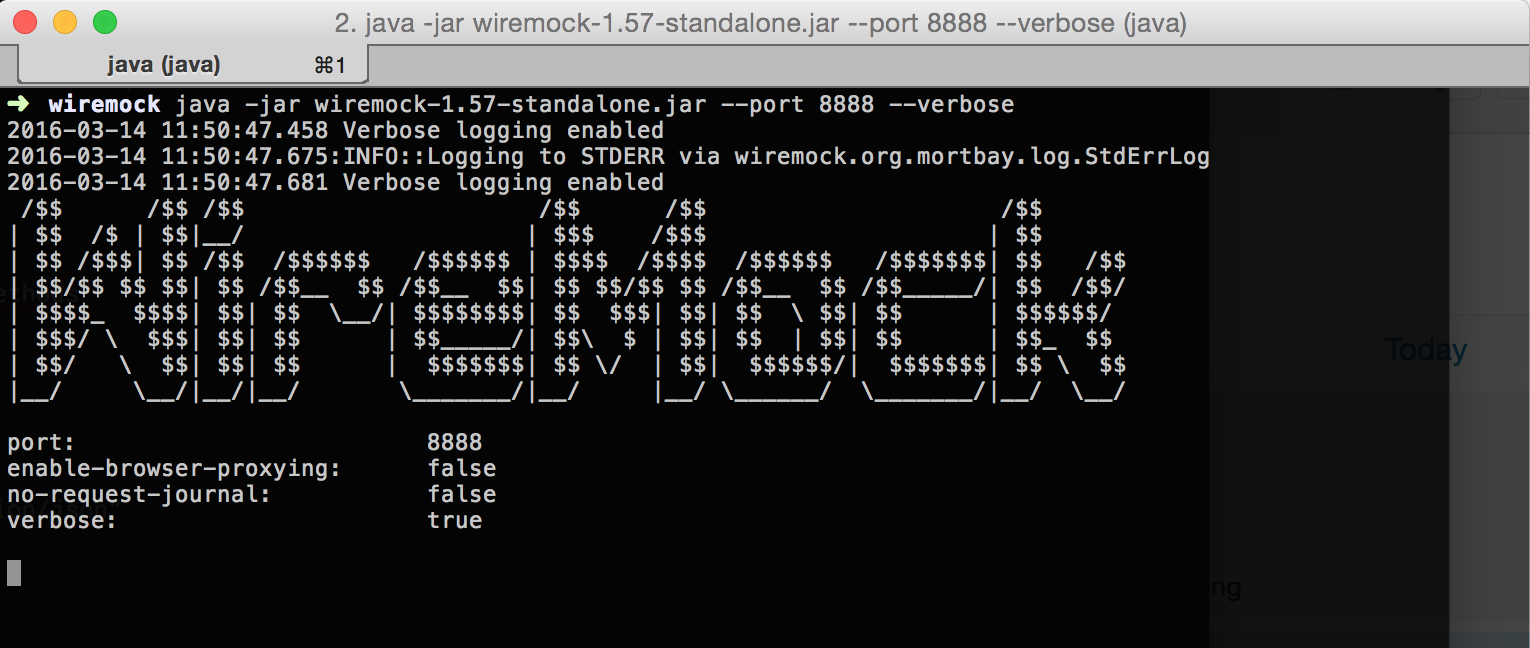 2. java -jar wiremock-1.57-standalone.jar --port 8888 --verbose (java)
java (java) ⌘1
➜ wiremock java -jar wiremock-1.57-standalone.jar --port 8888 --verbose
2016-03-14 11:50:47.458 Verbose logging enabled
2016-03-14 11:50:47.675:INFO::Logging to STDERR via wiremock.org.mortbay.log.StdErrLog
2016-03-14 11:50:47.681 Verbose logging enabled
 /$$      /$$ /$$                     /$$      /$$                     /$$
| $$  /$ | $$|__/                    | $$$    /$$$                    | $$
| $$ /$$$| $$ /$$  /$$$$$$   /$$$$$$ | $$$$  /$$$$  /$$$$$$   /$$$$$$$| $$   /$$
| $$/$$ $$ $$| $$ /$$__  $$ /$$__  $$| $$ $$/$$ $$ /$$__  $$ /$$_____/| $$  /$$/
| $$$$_  $$$$| $$| $$  \__/| $$$$$$$$| $$  $$$| $$| $$  \ $$| $$      | $$$$$$/
| $$$/ \  $$$| $$| $$      | $$_____/| $$\  $ | $$| $$  | $$| $$      | $$_  $$
| $$/   \  $$| $$| $$      |  $$$$$$$| $$ \/  | $$|  $$$$$$/|  $$$$$$$| $$ \  $$
|__/     \__/|__/|__/       \_______/|__/     |__/ \______/  \_______/|__/  \__/
port: 8888
enable-browser-proxying: false
no-request-journal: false
verbose: true
Today
ng